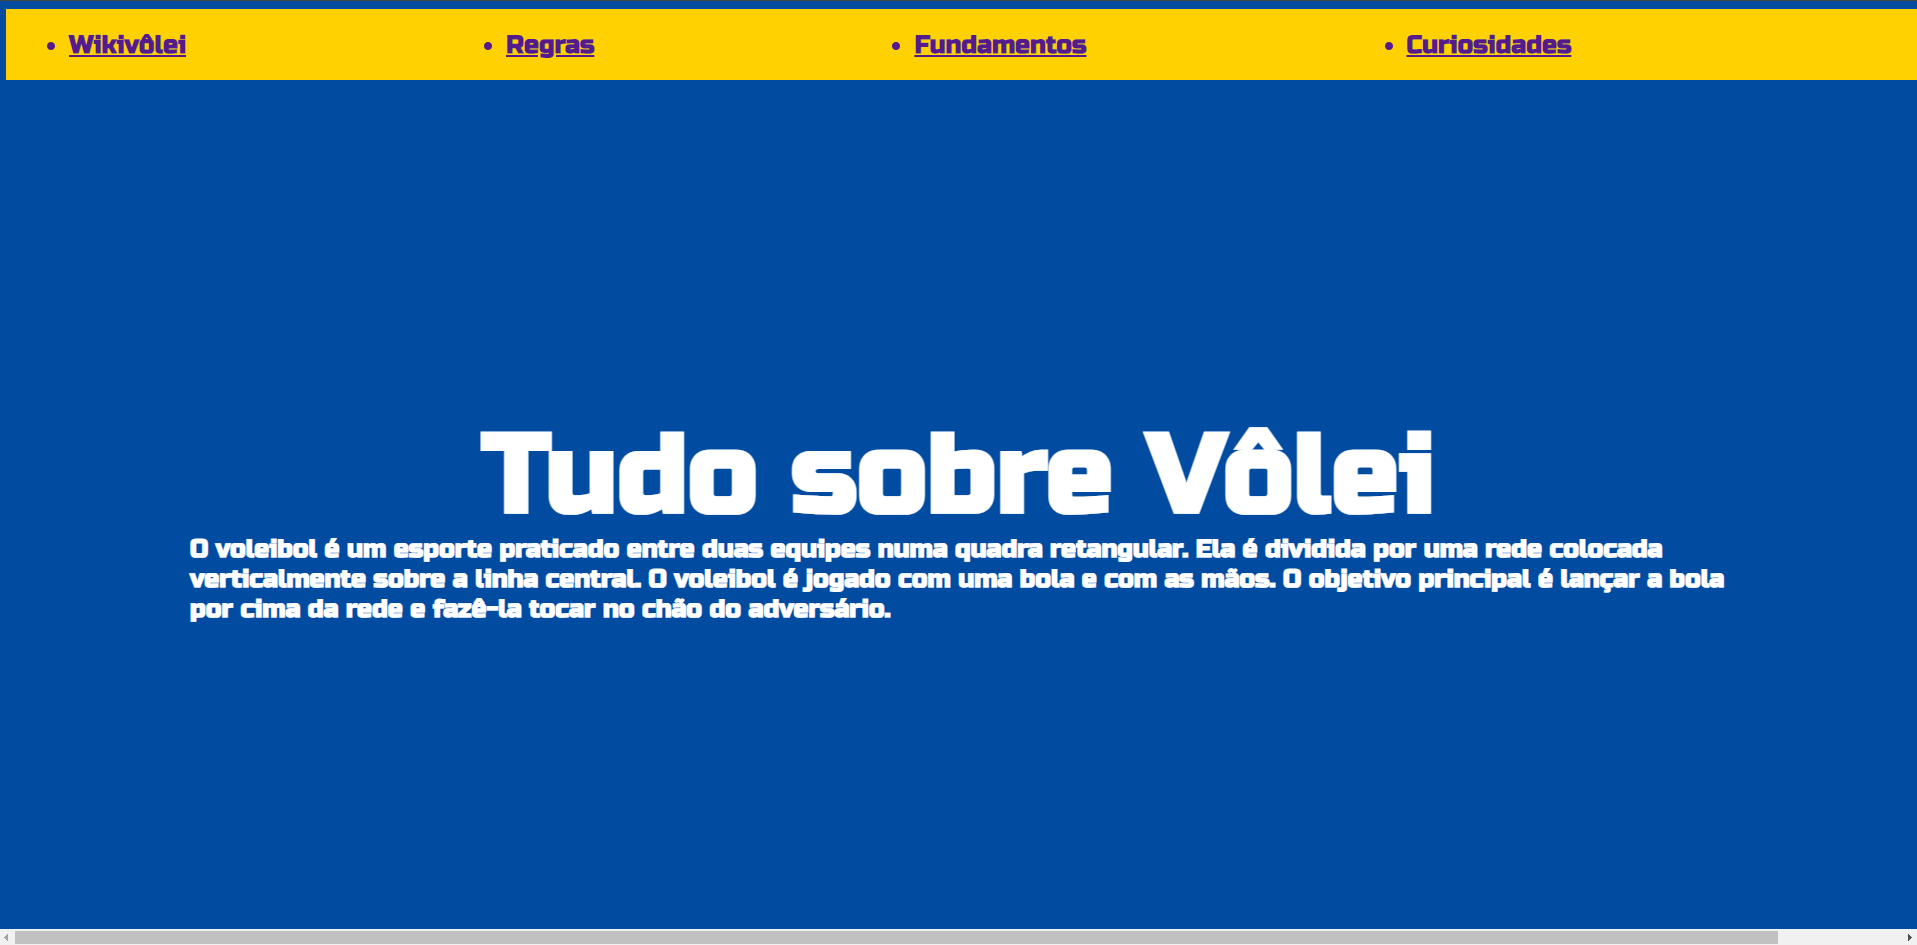 Wikivôlei
Regras
Fundamentos
Curiosidades
Tudo sobre Vôlei
O voleibol é um esporte praticado entre duas equipes numa quadra retangular. Ela é dividida por uma rede colocada
verticalmente sobre a linha central. O voleibol é jogado com uma bola e com as mãos. O objetivo principal é lançar a bola
por cima da rede e fazê-la tocar no chão do adversário.